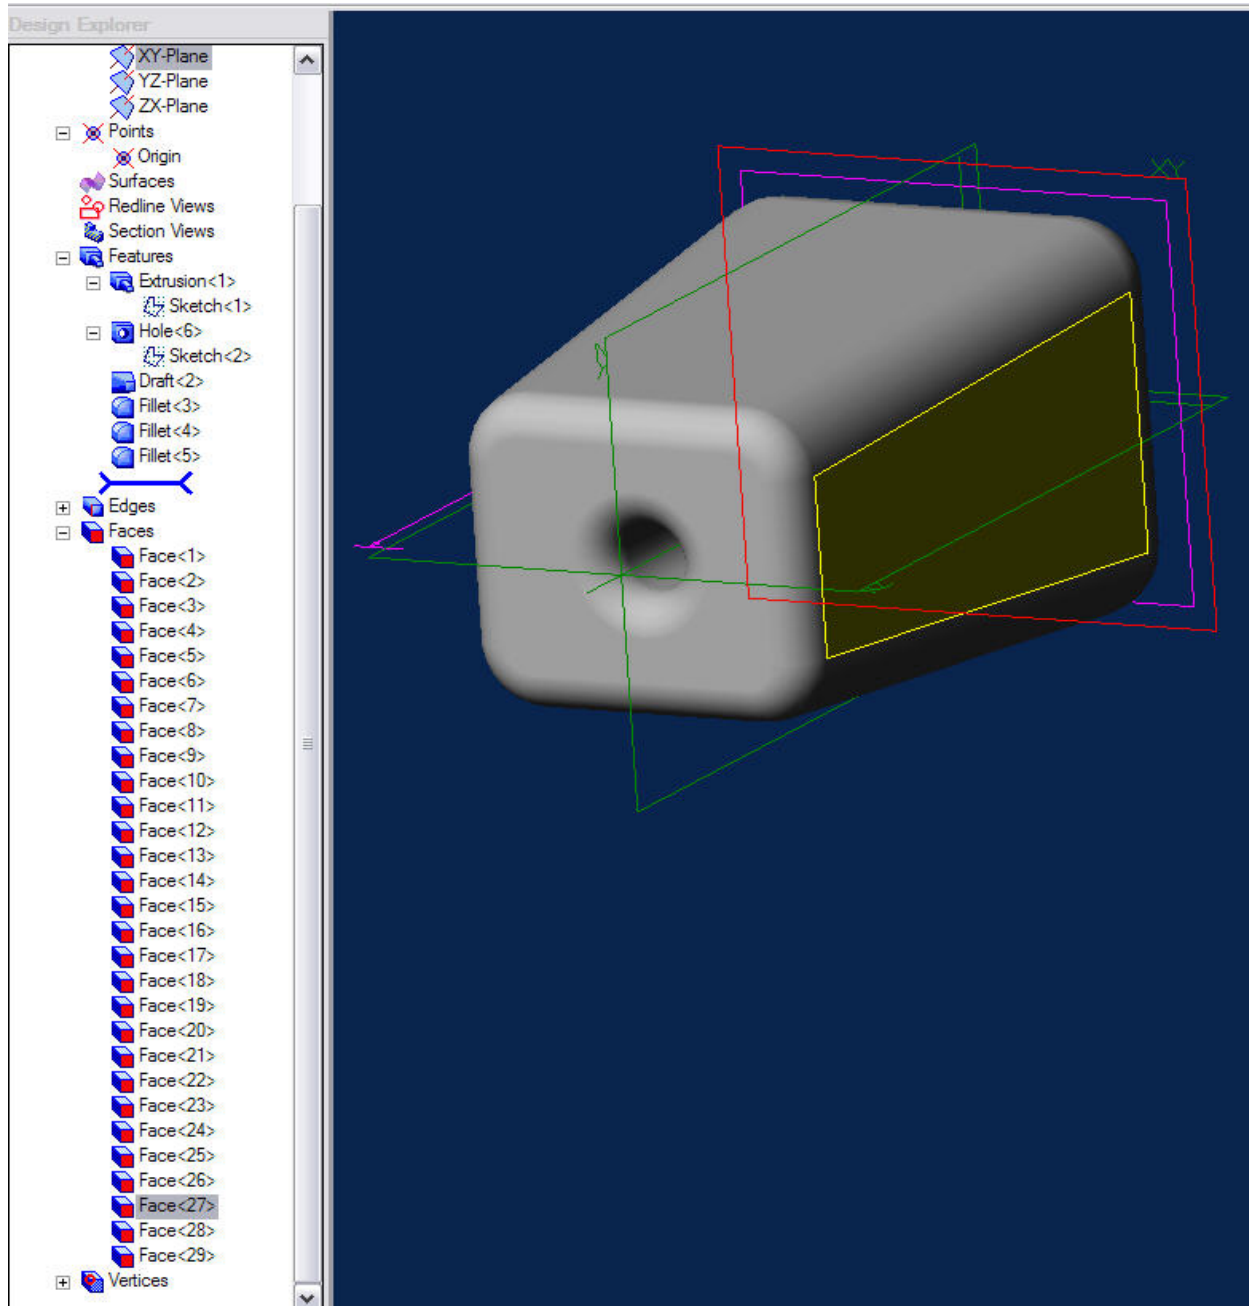 Design Explorer
XY-Plane
YZ-Plane
ZX-Plane
Points
Origin
Surfaces
Redline Views
Section Views
Features
Extrusion<1>
Sketch<1>
Hole<6>
Sketch<2>
Draft<2>
Fillet<3>
Fillet<4>
Fillet<5>
Edges
Faces
Face<1>
Face<2>
Face<3>
Face<4>
Face<5>
Face<6>
Face<7>
Face<8>
Face<9>
Face<10>
Face<11>
Face<12>
Face<13>
Face<14>
Face<15>
Face<16>
Face<17>
Face<18>
Face<19>
Face<20>
Face<21>
Face<22>
Face<23>
Face<24>
Face<25>
Face<26>
Face<27>
Face<28>
Face<29>
Vertices
XY